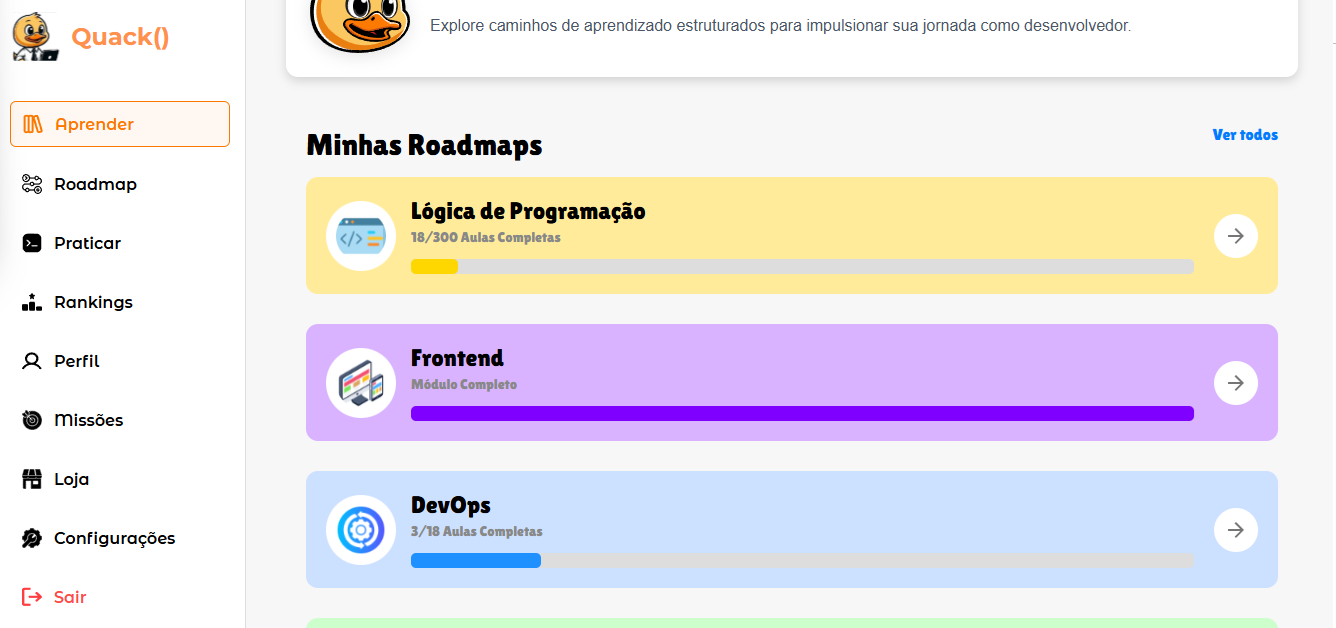 Quack()
Aprender
Roadmap
Praticar
Rankings
Perfil
Missões
Loja
Configurações
Sair
Explore caminhos de aprendizado estruturados para impulsionar sua jornada como desenvolvedor.
Minhas Roadmaps
Ver todos
Lógica de Programação
18/300 Aulas Completas
Frontend
Módulo Completo
DevOps
3/18 Aulas Completas